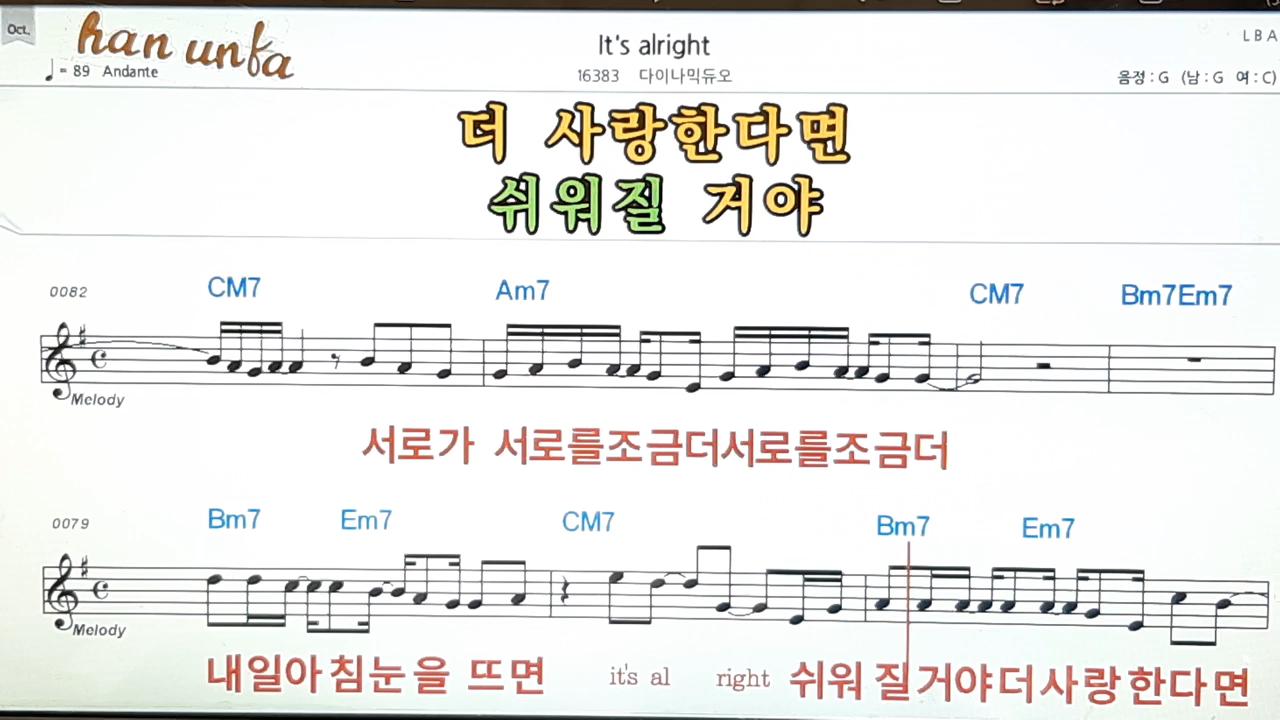 Oct.
han unfa
It's alright
L B A
♩ = 89 Andante
16383 다이나믹듀오
음정 : G (남 : G 여 : C)
더 사랑한다면
쉬워질 거야
0082
CM7 Am7 CM7 Bm7 Em7
Melody
서로가 서로를조금더서로를조금더
0079
Bm7 Em7 CM7 Bm7 Em7
Melody
내일아침눈을 뜨면 it's al right 쉬워질거야더사랑한다면